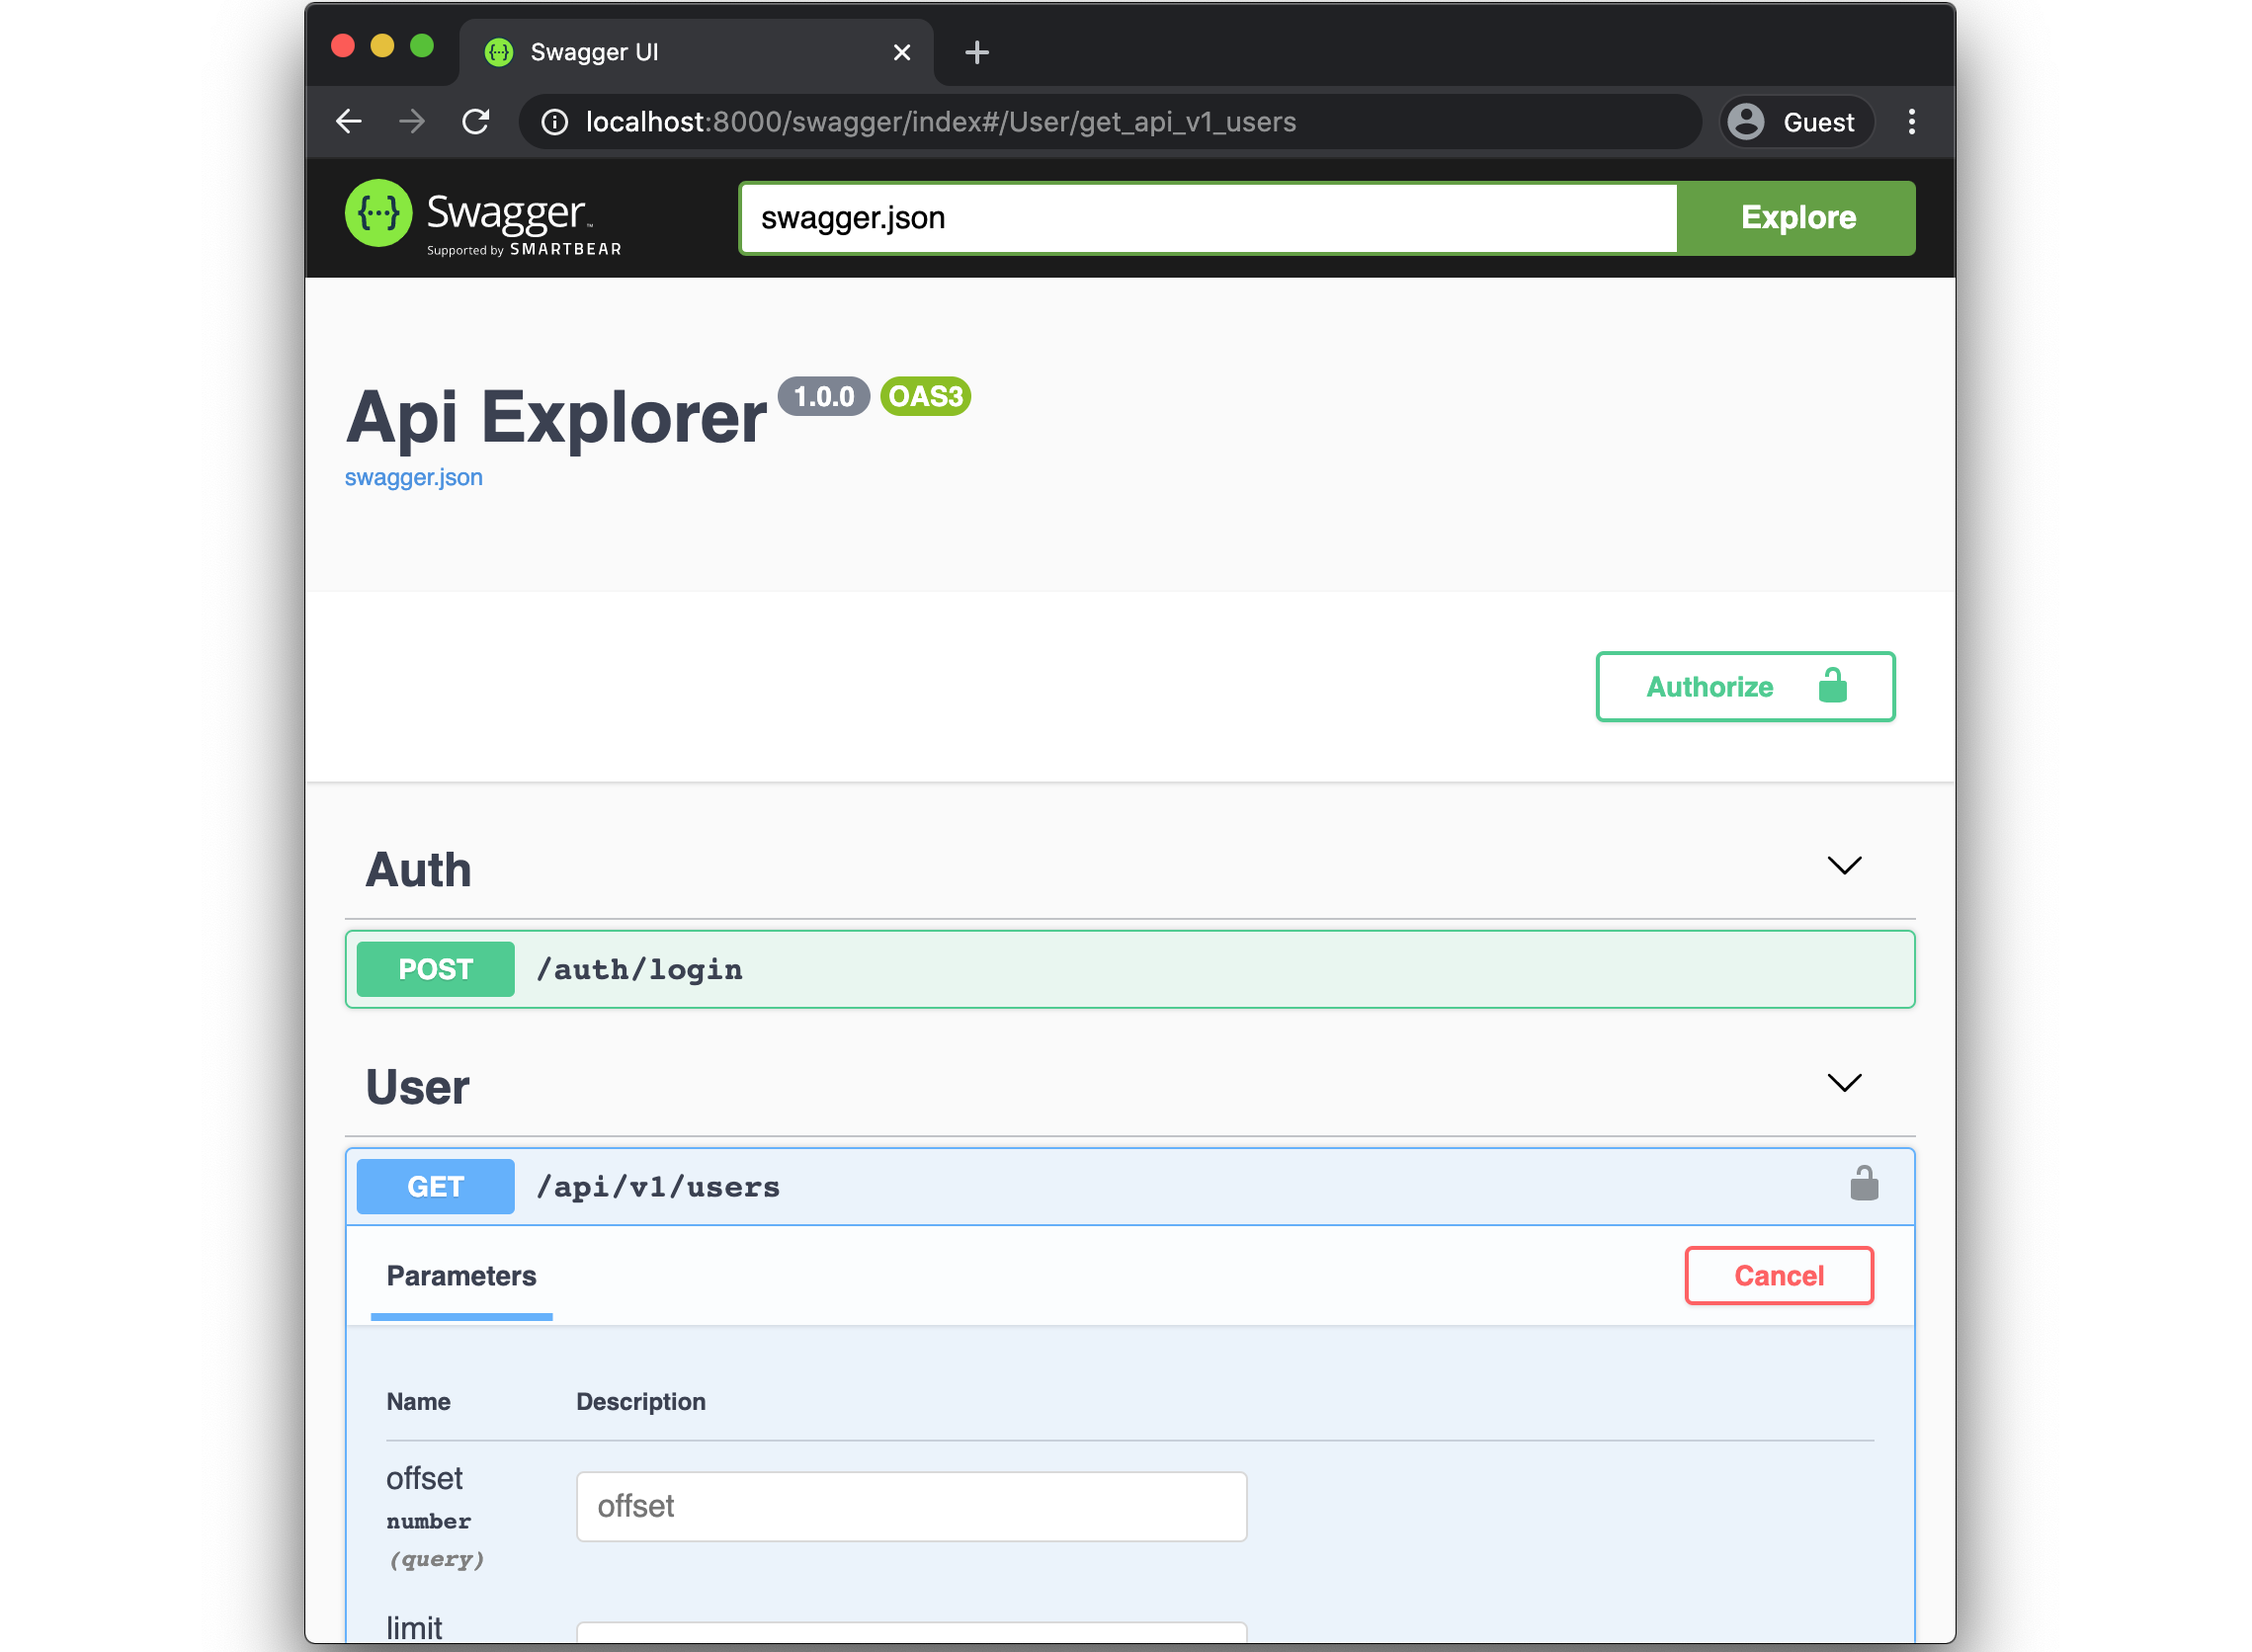 Swagger UI
localhost:8000/swagger/index#/User/get_api_v1_users
Guest
{···} Swagger™
Supported by SMARTBEAR
swagger.json
Explore
Api Explorer 1.0.0 OAS3
swagger.json
Authorize
Auth
POST /auth/login
User
GET /api/v1/users
Parameters
Cancel
Name Description
offset
offset
number
(query)
limit